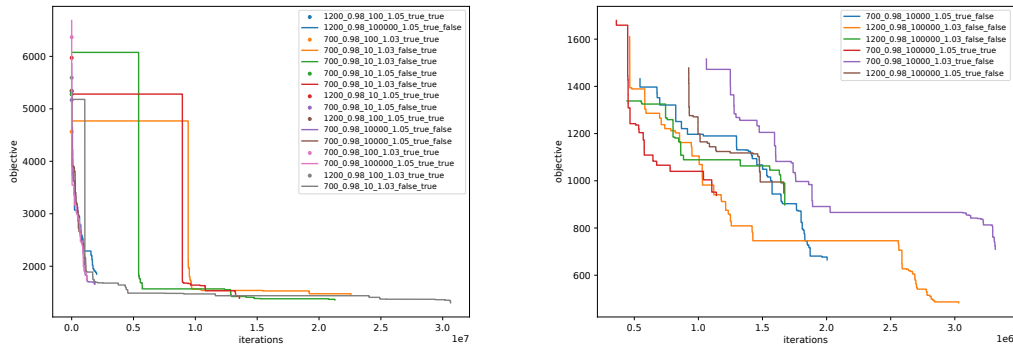 objective
6000
5000
4000
3000
2000
0.0
0.5
1.0
1.5
2.0
2.5
3.0
iterations
1e7
1200_0.98_100_1.05_true_true
1200_0.98_100000_1.05_true_false
700_0.98_100_1.03_true_true
700_0.98_10_1.03_false_true
700_0.98_10_1.05_false_true
700_0.98_10_1.05_true_true
700_0.98_10_1.03_false_true
1200_0.98_10_1.05_true_true
700_0.98_10_1.05_true_true
1200_0.98_100_1.05_true_true
700_0.98_10000_1.05_true_true
700_0.98_10000_1.05_true_false
700_0.98_100_1.03_true_true
700_0.98_100000_1.05_true_true
1200_0.98_100_1.03_true_true
700_0.98_10_1.03_false_true
objective
1600
1400
1200
1000
800
600
0.5
1.0
1.5
2.0
2.5
3.0
iterations
1e6
700_0.98_10000_1.05_true_false
1200_0.98_100000_1.03_false_false
1200_0.98_10000_1.03_false_false
700_0.98_100000_1.05_true_true
700_0.98_10000_1.03_true_false
1200_0.98_100000_1.05_true_false